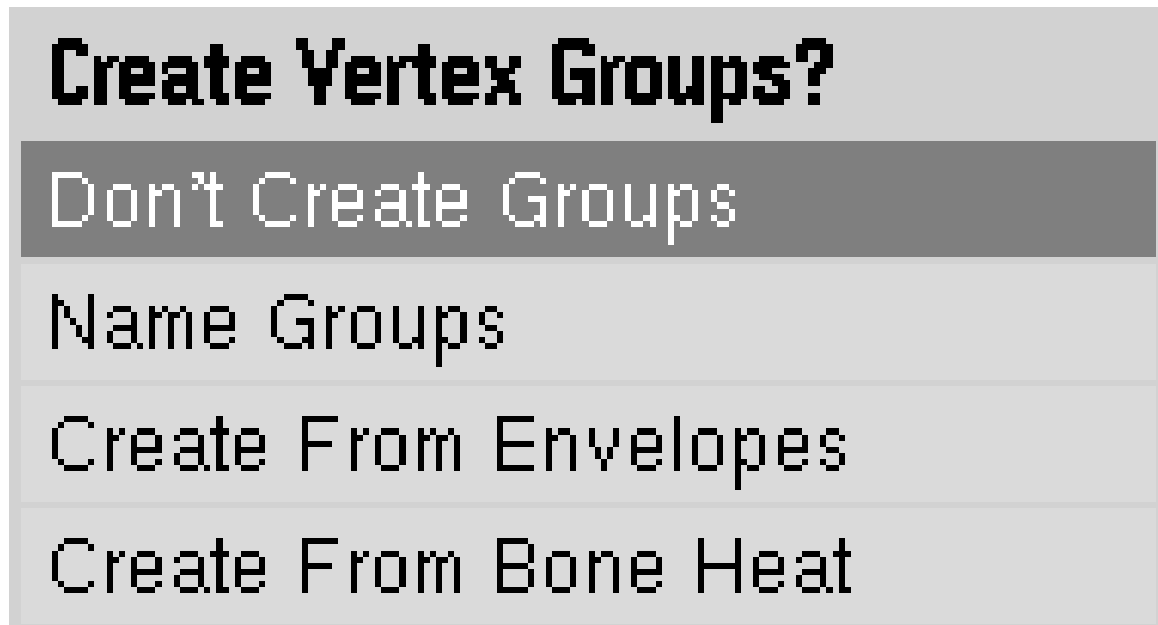 Create Vertex Groups?
Don't Create Groups
Name Groups
Create From Envelopes
Create From Bone Heat